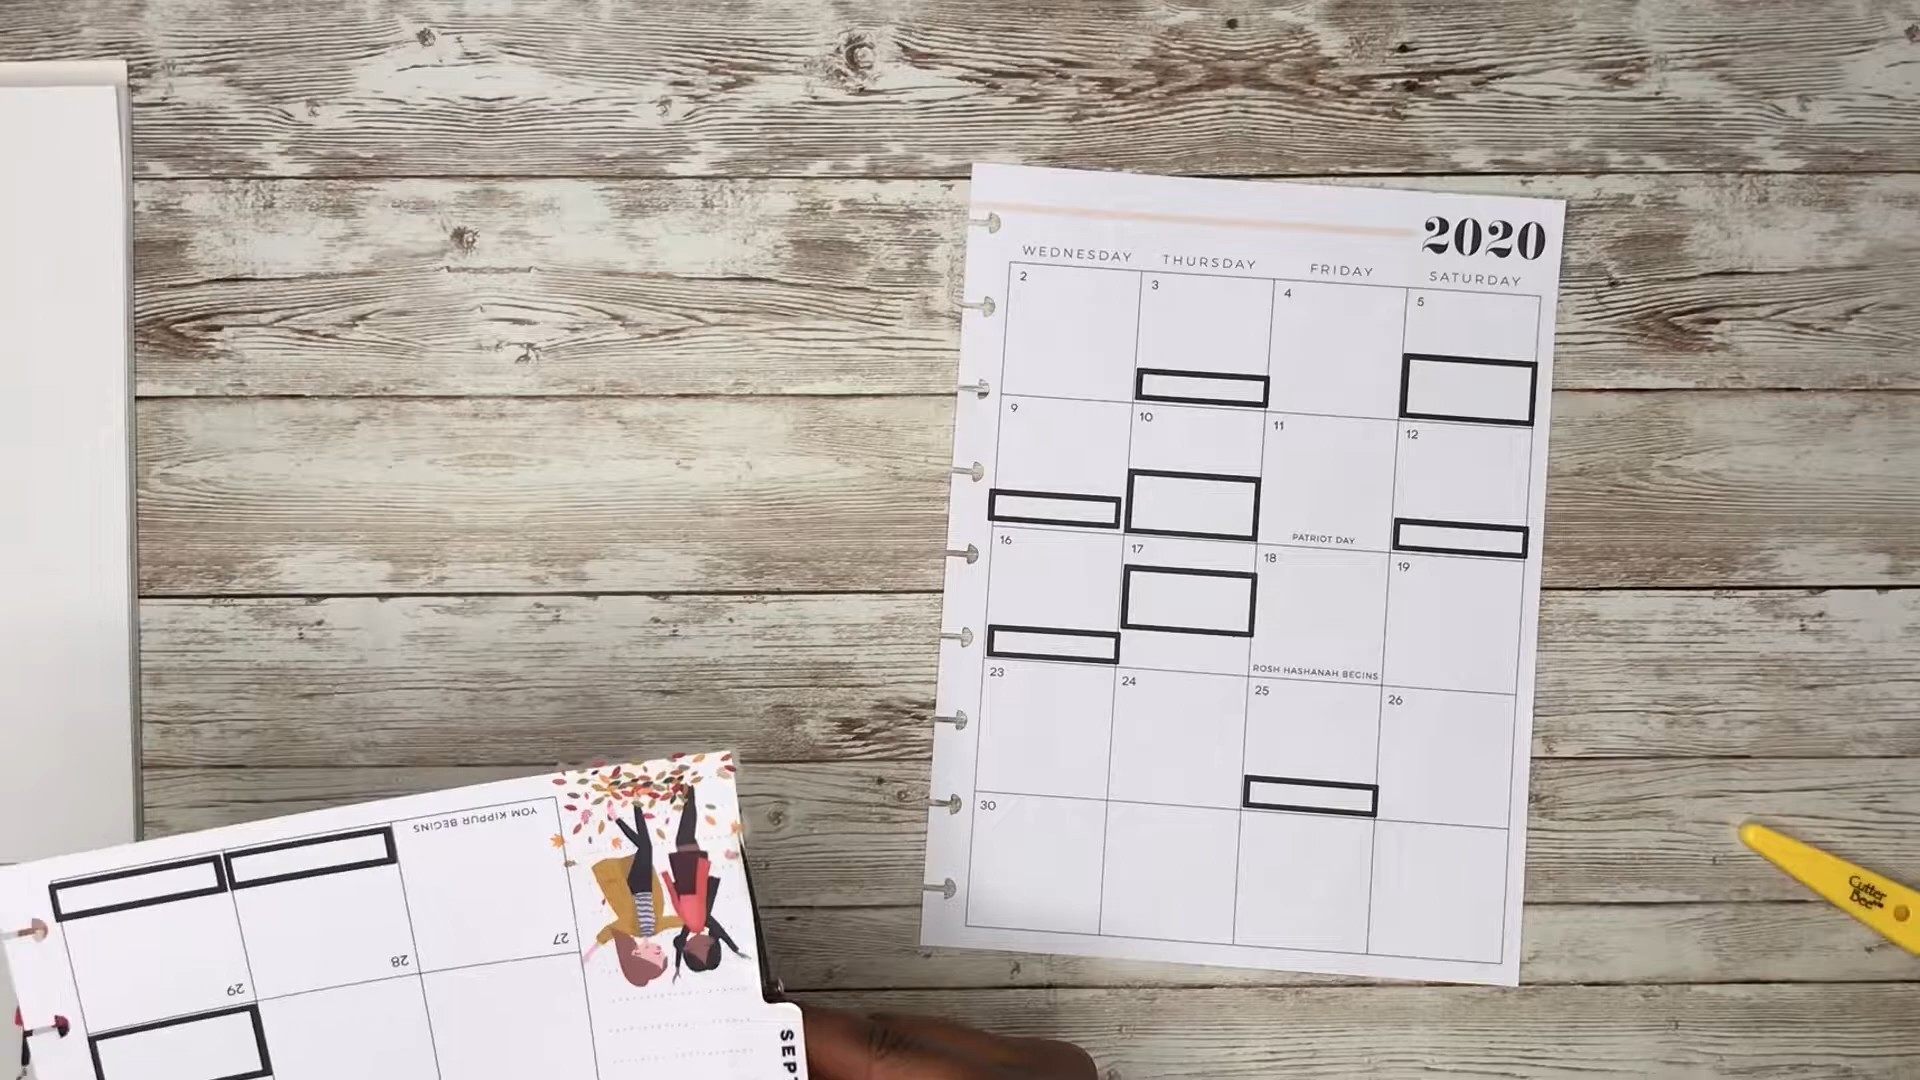 2020
WEDNESDAY THURSDAY FRIDAY SATURDAY
2 3 4 5
9 10 11 12
PATRIOT DAY
16 17 18 19
ROSH HASHANAH BEGINS
23 24 25 26
30
YOM KIPPUR BEGINS
27
28
29
SEPT
Cutter
Bee